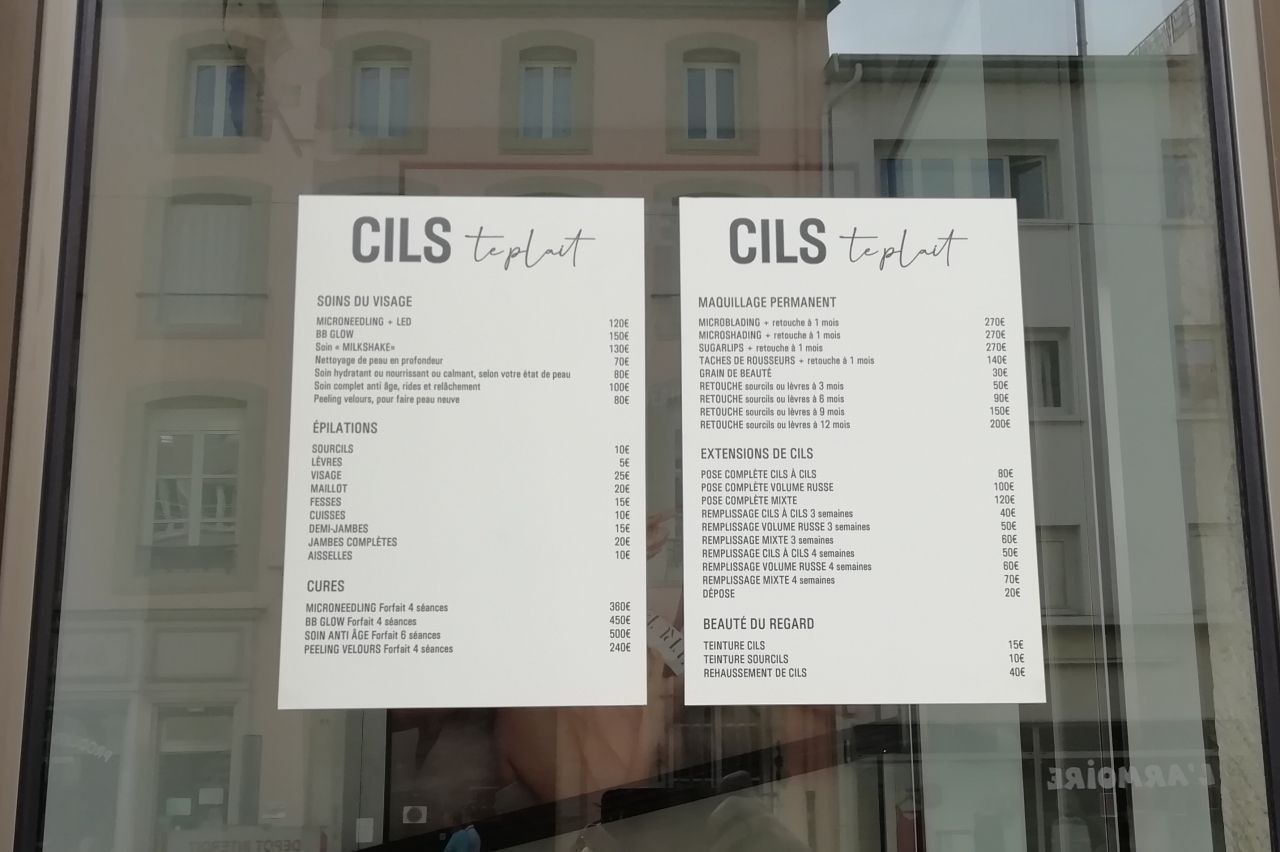 CILS te plait
SOINS DU VISAGE
MICRONEEDLING + LED 120€
BB GLOW 150€
Soin « MILKSHAKE» 130€
Nettoyage de peau en profondeur 70€
Soin hydratant ou nourrissant ou calmant, selon votre état de peau 80€
Soin complet anti âge, rides et relâchement 100€
Peeling velours, pour faire peau neuve 80€
ÉPILATIONS
SOURCILS 10€
LÈVRES 5€
VISAGE 25€
MAILLOT 20€
FESSES 15€
CUISSES 10€
DEMI-JAMBES 15€
JAMBES COMPLÈTES 20€
AISSELLES 10€
CURES
MICRONEEDLING Forfait 4 séances 360€
BB GLOW Forfait 4 séances 450€
SOIN ANTI ÂGE Forfait 6 séances 500€
PEELING VELOURS Forfait 4 séances 240€
CILS te plait
MAQUILLAGE PERMANENT
MICROBLADING + retouche à 1 mois 270€
MICROSHADING + retouche à 1 mois 270€
SUGARLIPS + retouche à 1 mois 270€
TACHES DE ROUSSEURS + retouche à 1 mois 140€
GRAIN DE BEAUTÉ 30€
RETOUCHE sourcils ou lèvres à 3 mois 50€
RETOUCHE sourcils ou lèvres à 6 mois 90€
RETOUCHE sourcils ou lèvres à 9 mois 150€
RETOUCHE sourcils ou lèvres à 12 mois 200€
EXTENSIONS DE CILS
POSE COMPLÈTE CILS À CILS 80€
POSE COMPLÈTE VOLUME RUSSE 100€
POSE COMPLÈTE MIXTE 120€
REMPLISSAGE CILS À CILS 3 semaines 40€
REMPLISSAGE VOLUME RUSSE 3 semaines 50€
REMPLISSAGE MIXTE 3 semaines 60€
REMPLISSAGE CILS À CILS 4 semaines 50€
REMPLISSAGE VOLUME RUSSE 4 semaines 60€
REMPLISSAGE MIXTE 4 semaines 70€
DÉPOSE 20€
BEAUTÉ DU REGARD
TEINTURE CILS 15€
TEINTURE SOURCILS 10€
REHAUSSEMENT DE CILS 40€
L'ARMOIRE